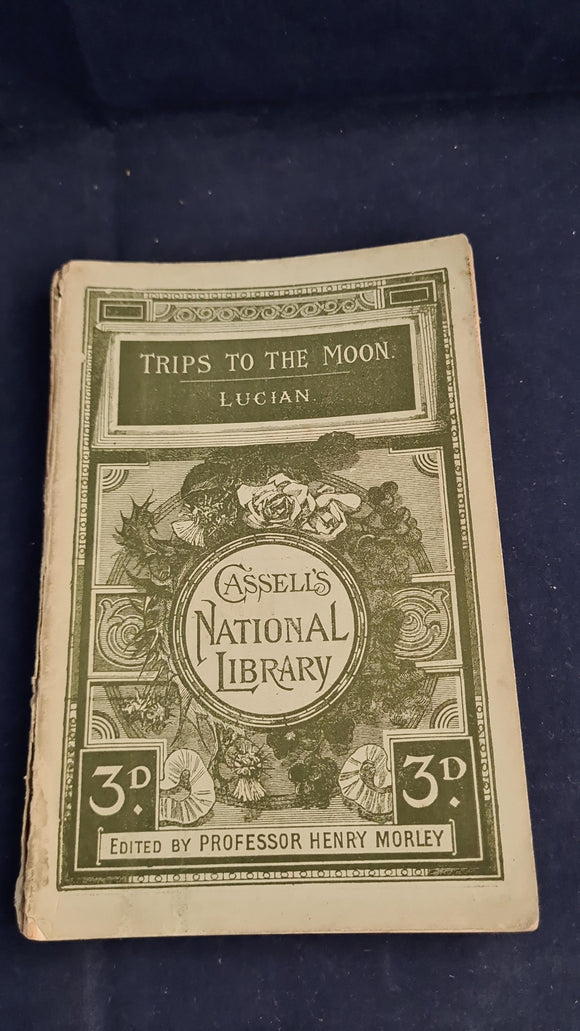 TRIPS TO THE MOON.
LUCIAN.
CASSELL'S
NATIONAL
LIBRARY
3D. 3D.
EDITED BY PROFESSOR HENRY MORLEY